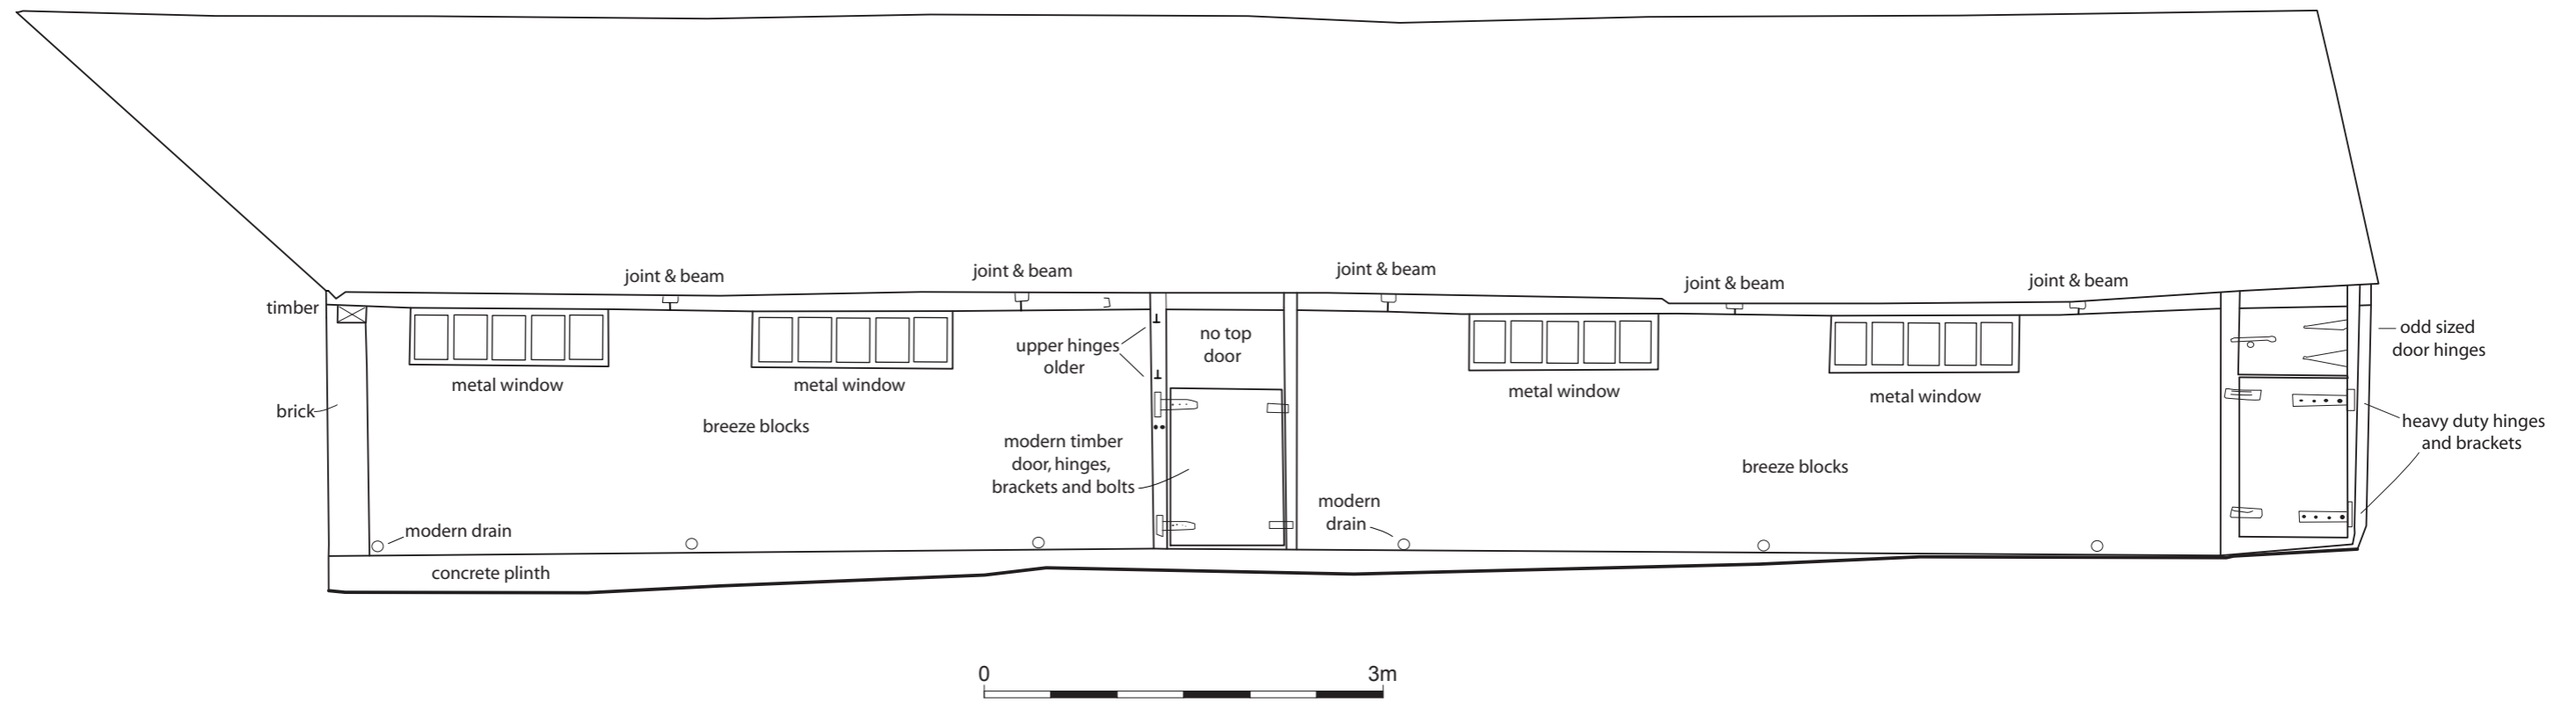 joint & beam
joint & beam
joint & beam
joint & beam
joint & beam
timber
brick
metal window
metal window
breeze blocks
upper hinges
older
no top
door
modern timber
door, hinges,
brackets and bolts
metal window
metal window
breeze blocks
odd sized
door hinges
heavy duty hinges
and brackets
modern drain
modern
drain
concrete plinth
0
3m